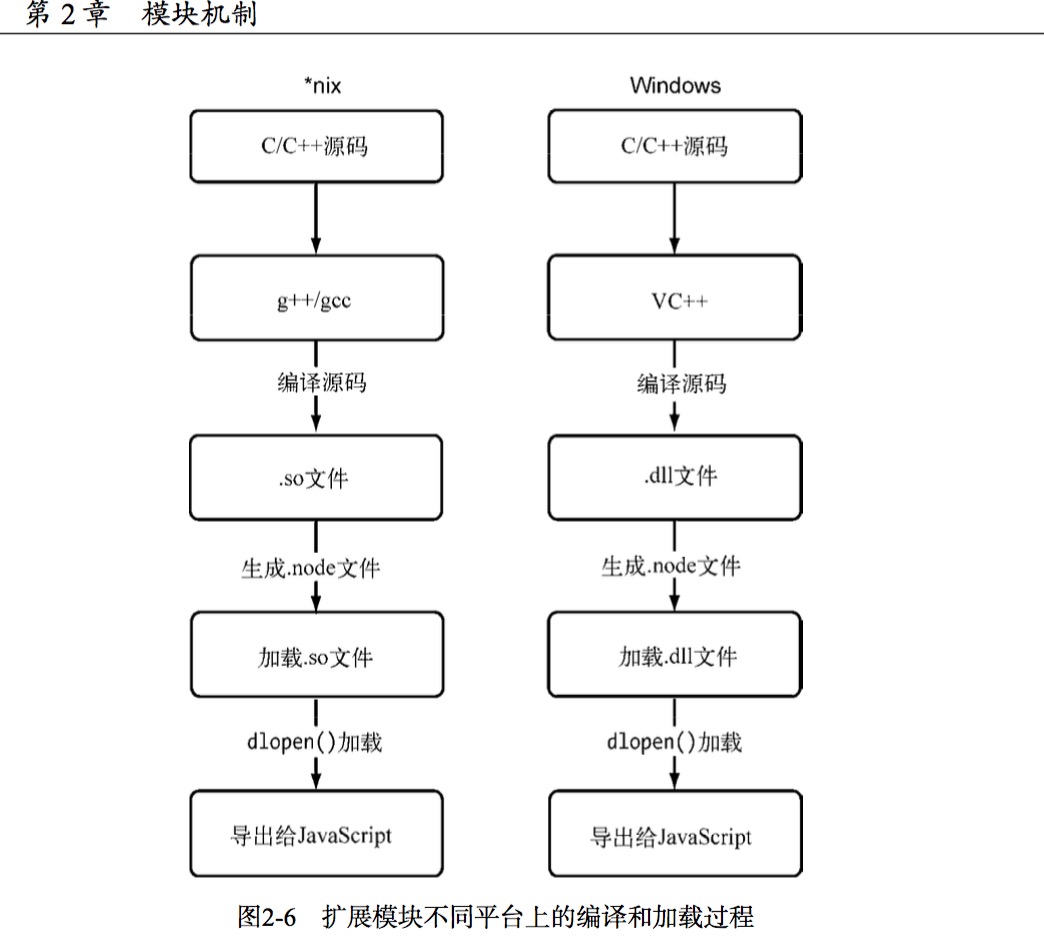 第 2 章 模块机制
*nix
C/C++源码
g++/gcc
编译源码
.so文件
生成.node文件
加载.so文件
dlopen()加载
导出给JavaScript
Windows
C/C++源码
VC++
编译源码
.dll文件
生成.node文件
加载.dll文件
dlopen()加载
导出给JavaScript
图2-6 扩展模块不同平台上的编译和加载过程